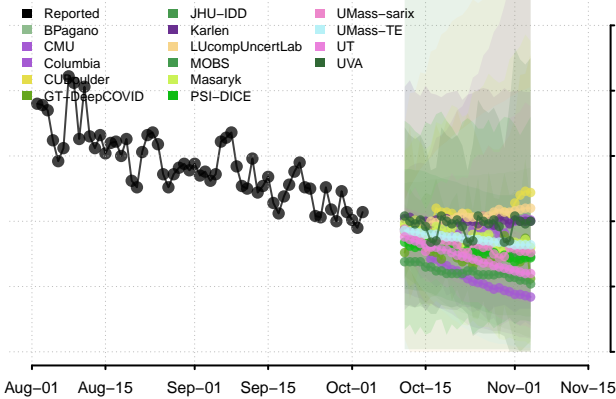 Reported JHU−IDD UMass−sarix
BPagano Karlen UMass−TE
CMU LUcompUncertLab UT
Columbia MOBS UVA
CUBoulder Masaryk
GT−DeepCOVID PSI−DICE
Aug−01 Aug−15 Sep−01 Sep−15 Oct−01 Oct−15 Nov−01 Nov−15